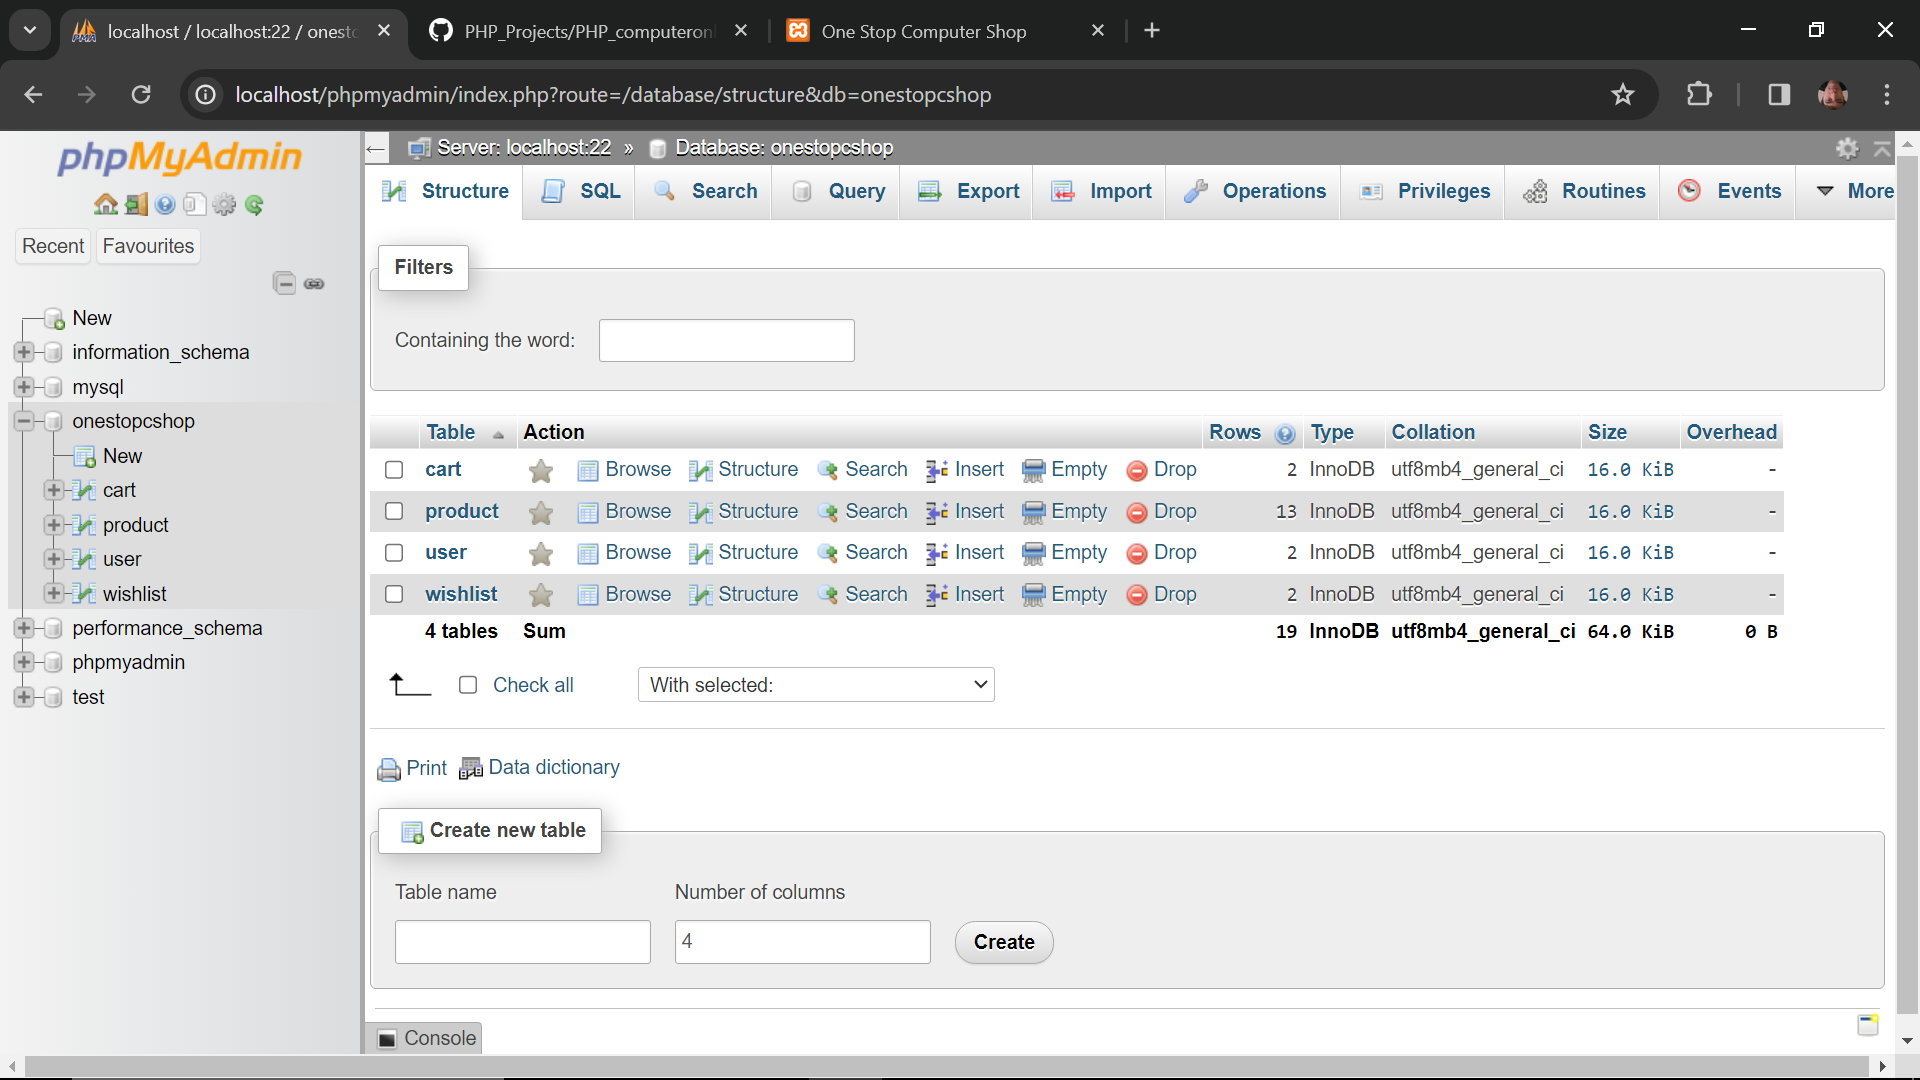 localhost / localhost:22 / onesto
PHP_Projects/PHP_computeron
One Stop Computer Shop
localhost/phpmyadmin/index.php?route=/database/structure&db=onestopcshop
phpMyAdmin
Recent
Favourites
New
information_schema
mysql
onestopcshop
New
cart
product
user
wishlist
performance_schema
phpmyadmin
test
Server: localhost:22 » Database: onestopcshop
Structure SQL Search Query Export Import Operations Privileges Routines Events More
Filters
Containing the word:
Table Action Rows Type Collation Size Overhead
cart Browse Structure Search Insert Empty Drop 2 InnoDB utf8mb4_general_ci 16.0 KiB -
product Browse Structure Search Insert Empty Drop 13 InnoDB utf8mb4_general_ci 16.0 KiB -
user Browse Structure Search Insert Empty Drop 2 InnoDB utf8mb4_general_ci 16.0 KiB -
wishlist Browse Structure Search Insert Empty Drop 2 InnoDB utf8mb4_general_ci 16.0 KiB -
4 tables Sum 19 InnoDB utf8mb4_general_ci 64.0 KiB 0 B
Check all With selected:
Print Data dictionary
Create new table
Table name Number of columns
4 Create
Console